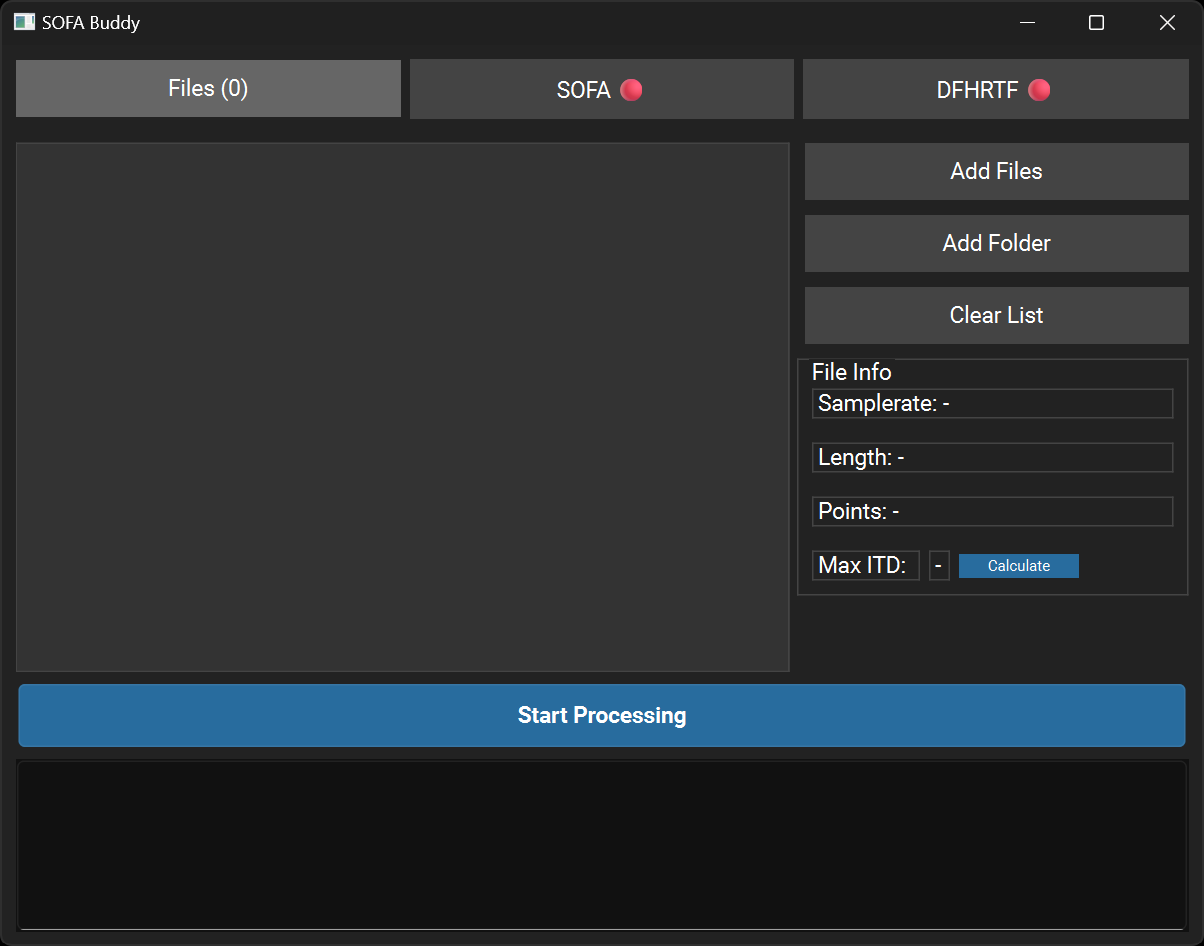 SOFA Buddy
Files (0)
SOFA
DFHRTF
Add Files
Add Folder
Clear List
File Info
Samplerate: -
Length: -
Points: -
Max ITD: - Calculate
Start Processing